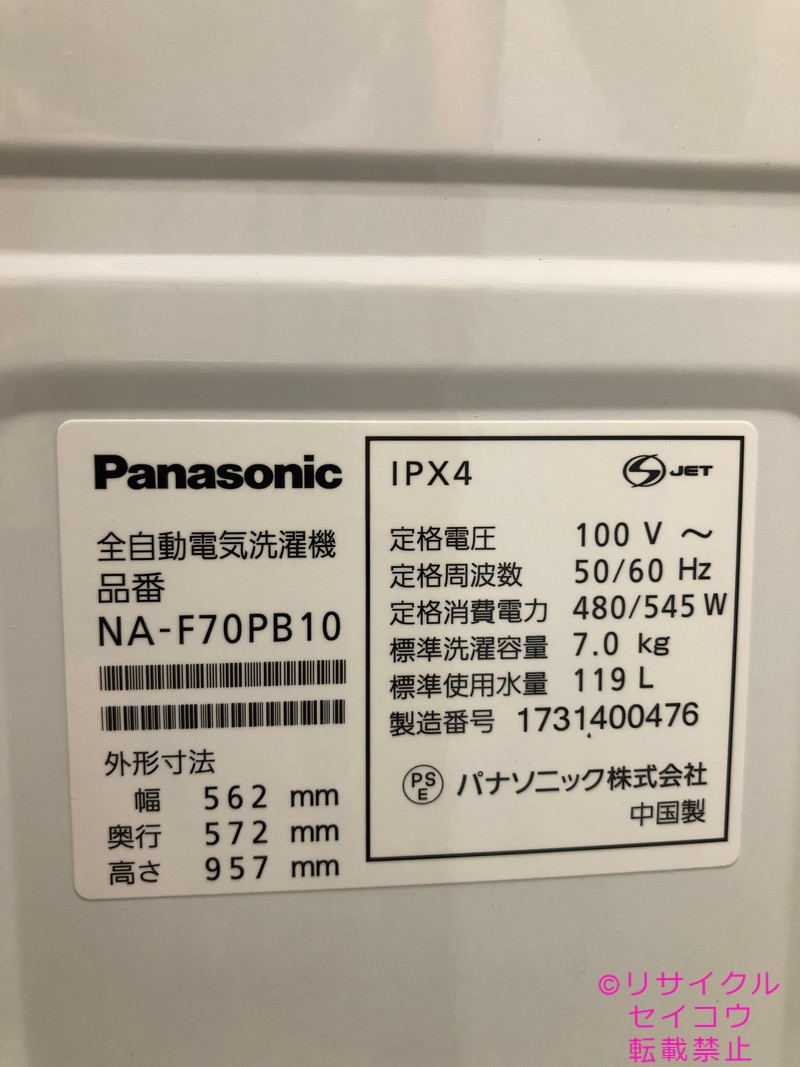 Panasonic
全自動電気洗濯機
品番
NA-F70PB10
外形寸法
幅 562 mm
奥行 572 mm
高さ 957 mm
IPX4
S JET
定格電圧 100 V ～
定格周波数 50/60 Hz
定格消費電力 480/545 W
標準洗濯容量 7.0 kg
標準使用水量 119 L
製造番号 1731400476
PSE パナソニック株式会社
中国製
©リサイクル
セイコウ
転載禁止